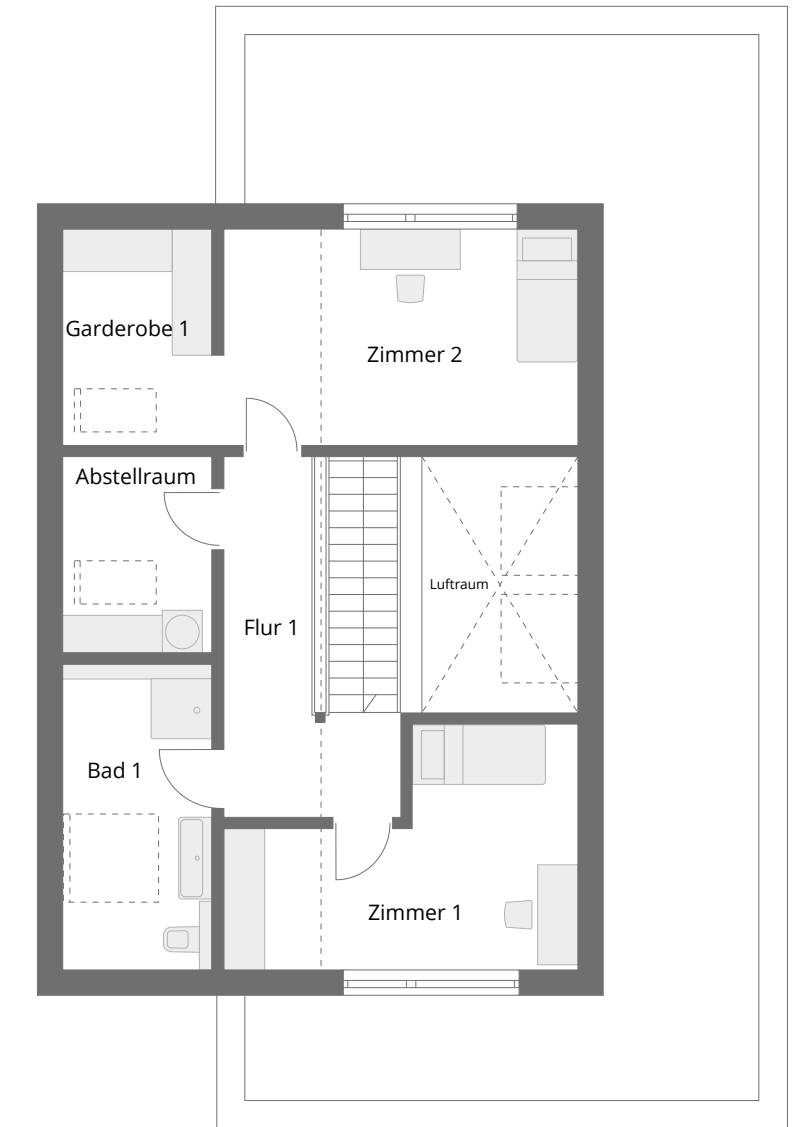 Garderobe 1
Zimmer 2
Abstellraum
Luftraum
Flur 1
Bad 1
Zimmer 1